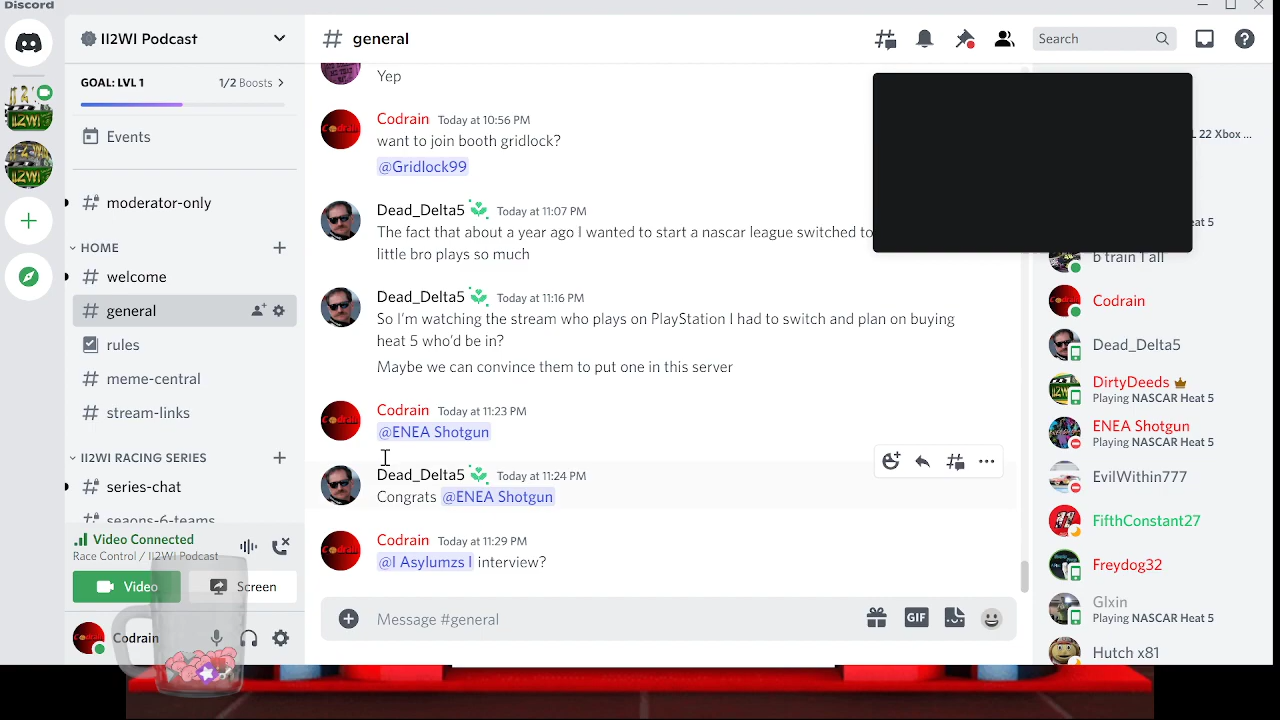 Discord
II2WI Podcast
general
Search
GOAL: LVL 1
1/2 Boosts
Events
moderator-only
HOME
welcome
general
rules
meme-central
stream-links
II2WI RACING SERIES
series-chat
seaons-6-teams
Video Connected
Race Control / II2WI Podcast
Video
Screen
Codrain
Yep
Codrain Today at 10:56 PM
want to join booth gridlock?
@Gridlock99
Dead_Delta5 Today at 11:07 PM
The fact that about a year ago I wanted to start a nascar league switched to
little bro plays so much
Dead_Delta5 Today at 11:16 PM
So I'm watching the stream who plays on PlayStation I had to switch and plan on buying
heat 5 who'd be in?
Maybe we can convince them to put one in this server
Codrain Today at 11:23 PM
@ENEA Shotgun
Dead_Delta5 Today at 11:24 PM
Congrats @ENEA Shotgun
Codrain Today at 11:29 PM
@I Asylumzs I interview?
Message #general
GIF
22 Xbox ...
eat 5
b train I all
Codrain
Dead_Delta5
DirtyDeeds
Playing NASCAR Heat 5
ENEA Shotgun
Playing NASCAR Heat 5
EvilWithin777
FifthConstant27
Freydog32
Glxin
Playing NASCAR Heat 5
Hutch x81